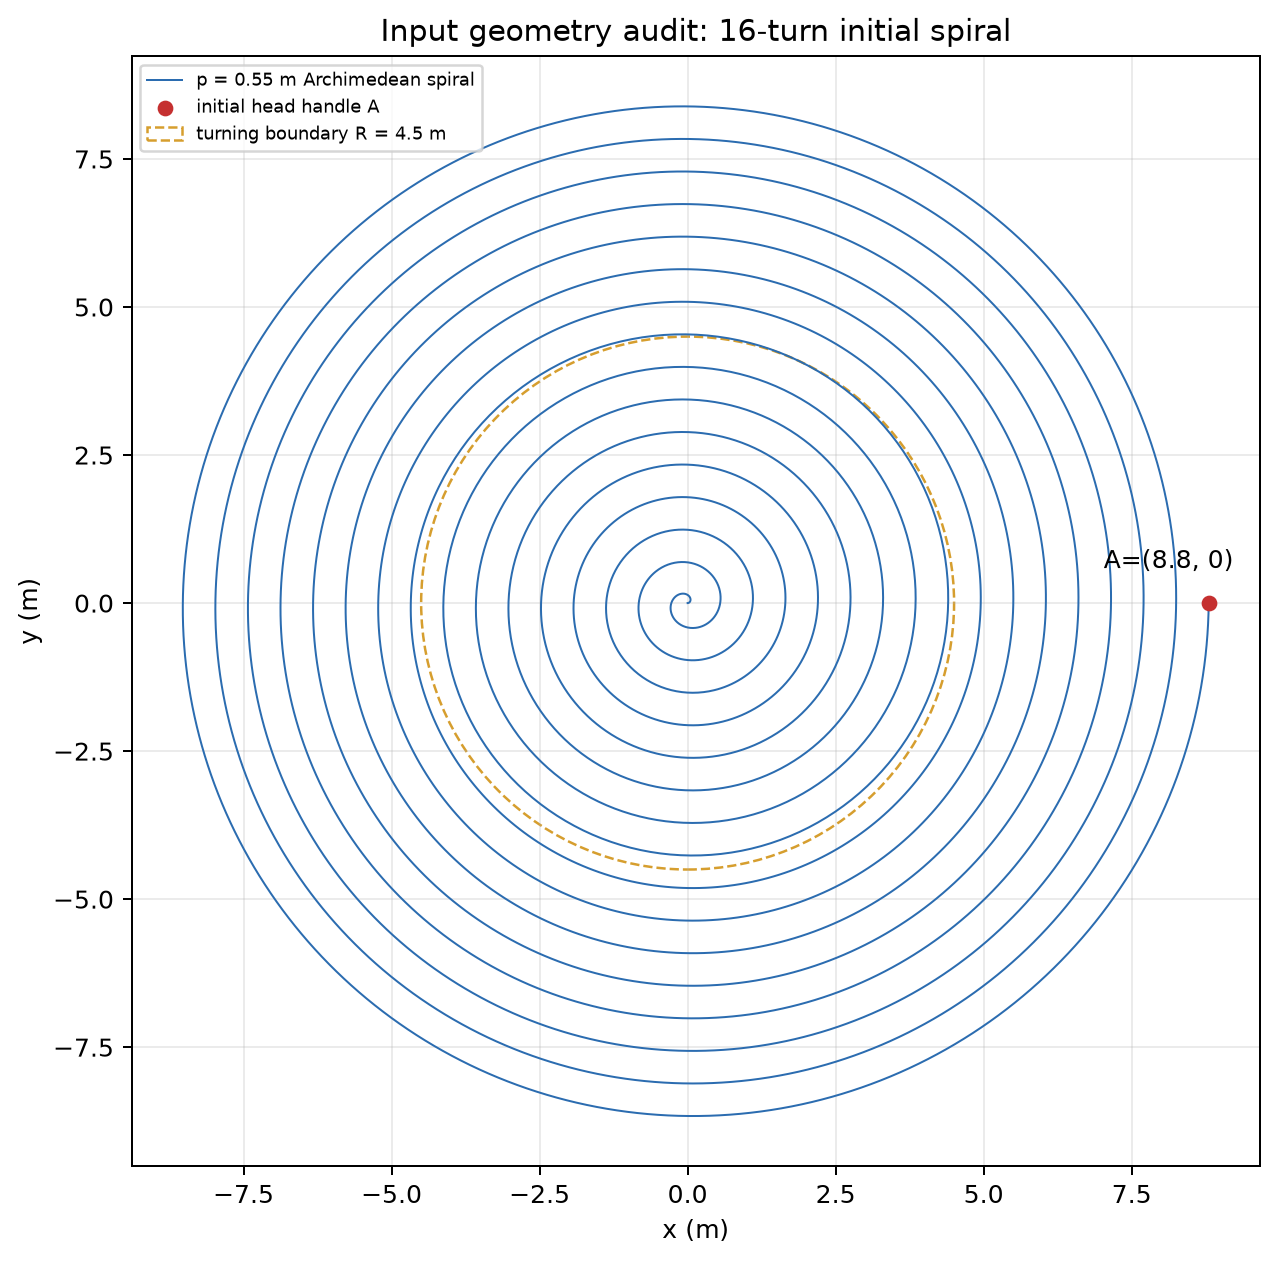 Input geometry audit: 16-turn initial spiral
p = 0.55 m Archimedean spiral
initial head handle A
turning boundary R = 4.5 m
A=(8.8, 0)
7.5
5.0
2.5
0.0
−2.5
−5.0
−7.5
y (m)
−7.5 −5.0 −2.5 0.0 2.5 5.0 7.5
x (m)